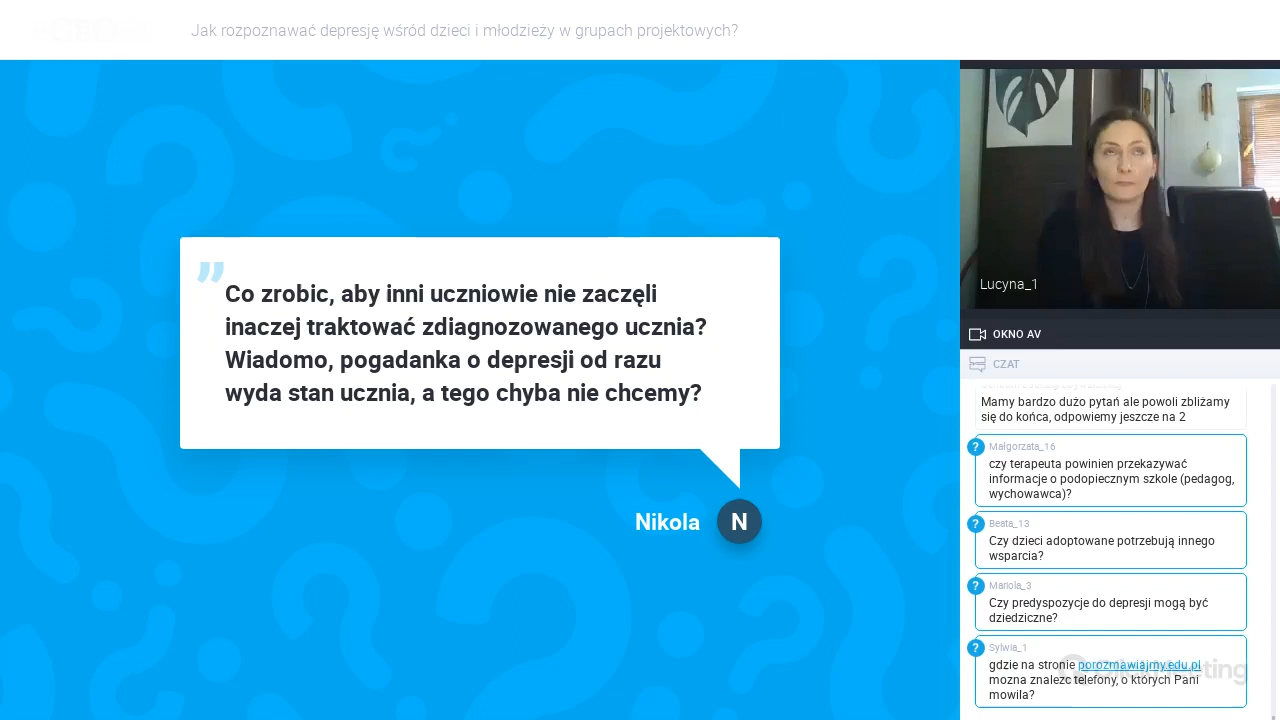 Jak rozpoznawać depresję wśród dzieci i młodzieży w grupach projektowych?
”
Co zrobic, aby inni uczniowie nie zaczęli
inaczej traktować zdiagnozowanego ucznia?
Wiadomo, pogadanka o depresji od razu
wyda stan ucznia, a tego chyba nie chcemy?
Nikola
N
Lucyna_1
OKNO AV
CZAT
Mamy bardzo dużo pytań ale powoli zbliżamy
się do końca, odpowiemy jeszcze na 2
?
Małgorzata_16
czy terapeuta powinien przekazywać
informacje o podopiecznym szkole (pedagog,
wychowawca)?
?
Beata_13
Czy dzieci adoptowane potrzebują innego
wsparcia?
?
Mariola_3
Czy predyspozycje do depresji mogą być
dziedziczne?
?
Sylwia_1
gdzie na stronie porozmawiajmy.edu.pl
mozna znalezc telefony, o których Pani
mowila?